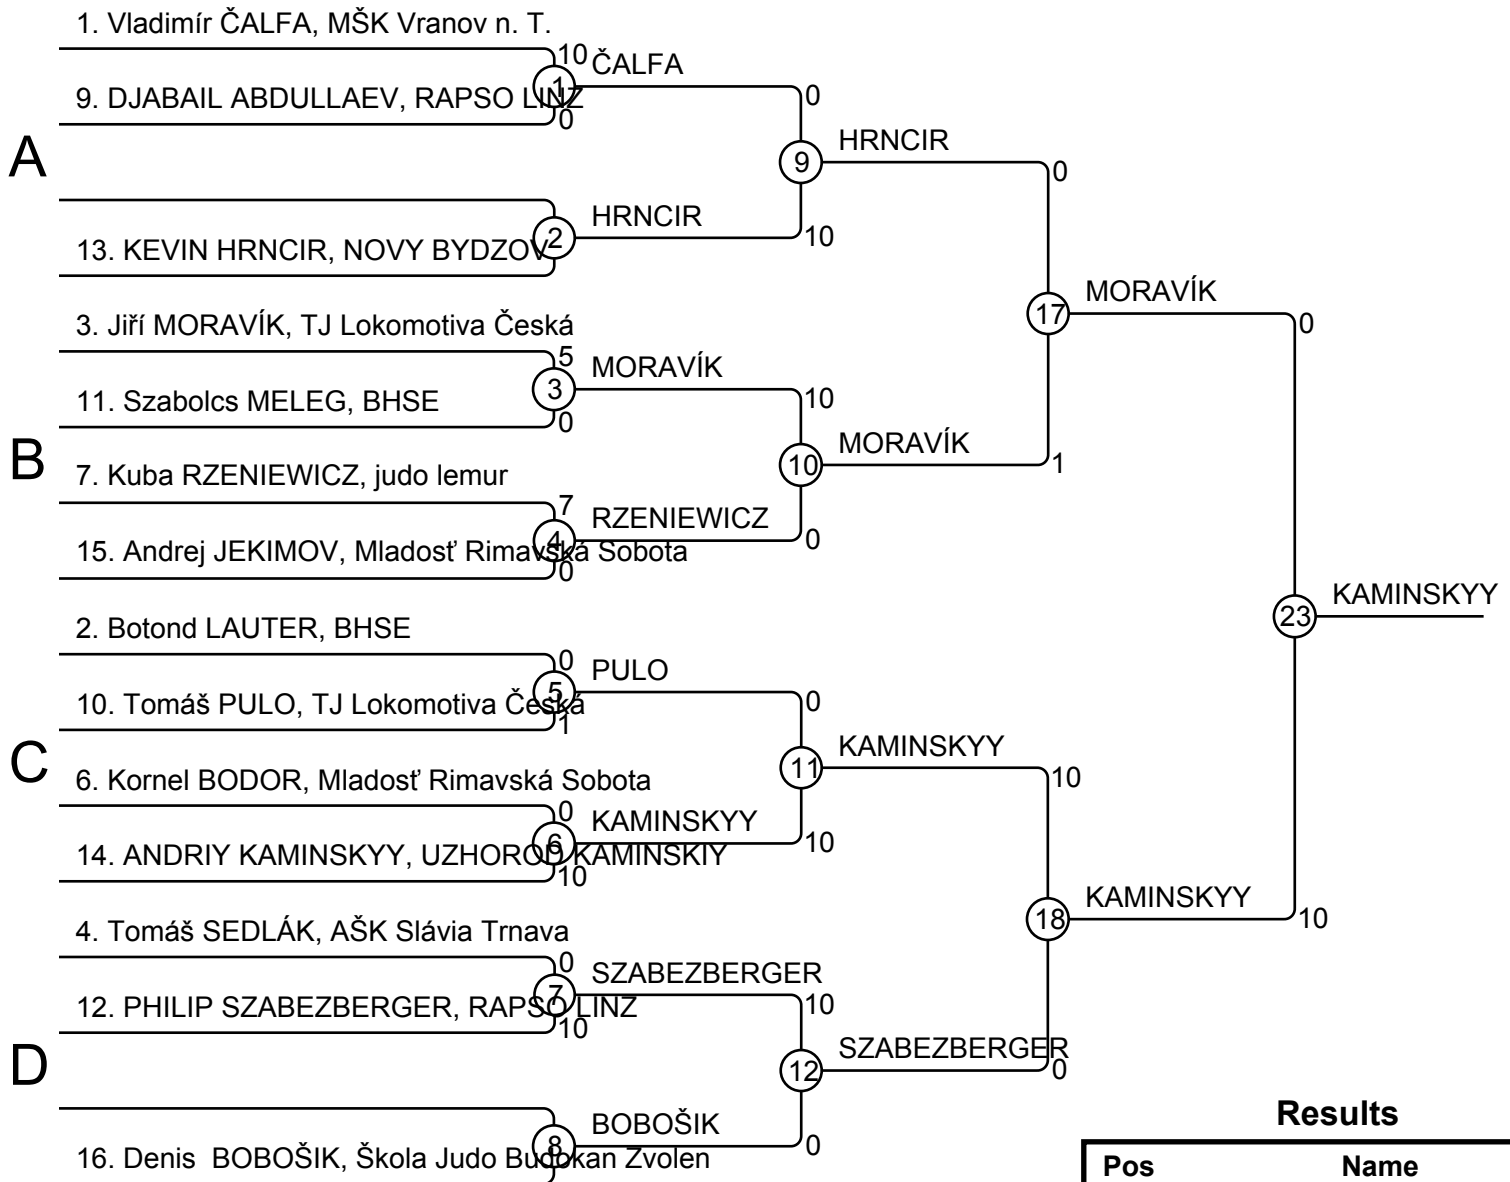 1. Vladimír ČALFA, MŠK Vranov n. T.
10
1
ČALFA
9. DJABAIL ABDULLAEV, RAPSO LINZ
0
0
A
9
HRNCIR
0
2
HRNCIR
10
13. KEVIN HRNCIR, NOVY BYDZOV
17
MORAVÍK
0
3. Jiří MORAVÍK, TJ Lokomotiva Česká
5
3
MORAVÍK
10
11. Szabolcs MELEG, BHSE
0
B
10
MORAVÍK
1
7. Kuba RZENIEWICZ, judo lemur
7
4
RZENIEWICZ
0
15. Andrej JEKIMOV, Mladosť Rimavská Sobota
0
23
KAMINSKYY
2. Botond LAUTER, BHSE
0
5
PULO
0
10. Tomáš PULO, TJ Lokomotiva Česká
1
C
11
KAMINSKYY
10
6. Kornel BODOR, Mladosť Rimavská Sobota
0
6
KAMINSKYY
10
14. ANDRIY KAMINSKYY, UZHOROD KAMINSKIY
10
18
KAMINSKYY
10
4. Tomáš SEDLÁK, AŠK Slávia Trnava
0
7
SZABEZBERGER
10
12. PHILIP SZABEZBERGER, RAPSO LINZ
10
D
12
SZABEZBERGER
0
8
BOBOŠIK
0
16. Denis  BOBOŠIK, Škola Judo Budokan Zvolen
Results
Pos Name